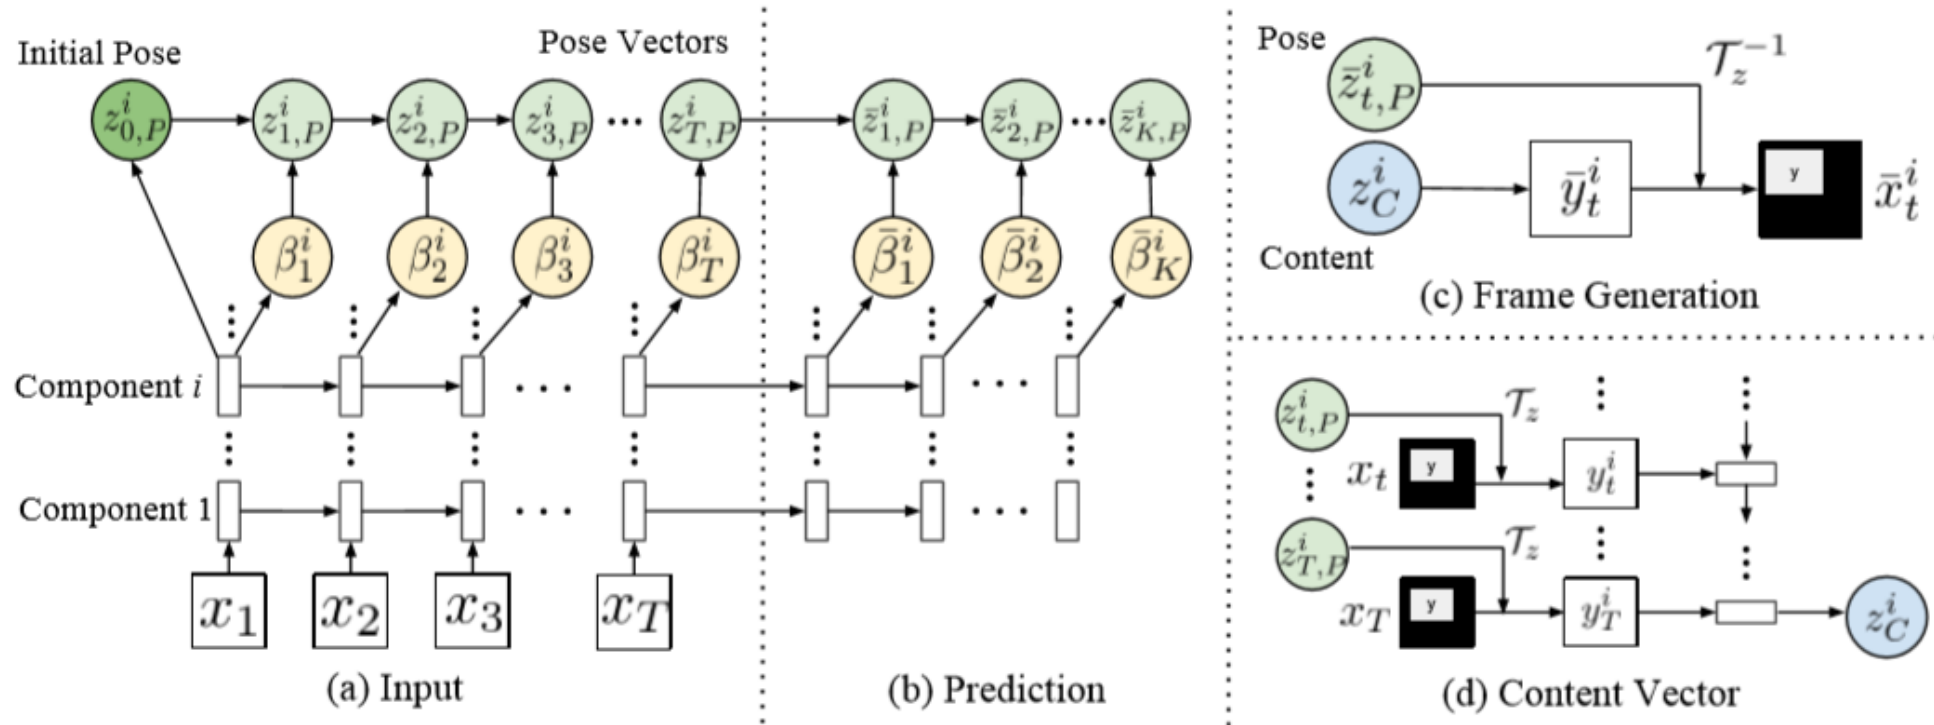 Initial Pose
Pose Vectors
z^i_{0,P} z^i_{1,P} z^i_{2,P} z^i_{3,P} ... z^i_{T,P} z̄^i_{1,P} z̄^i_{2,P} ... z̄^i_{K,P}
β^i_1 β^i_2 β^i_3 β^i_T β̄^i_1 β̄^i_2 β̄^i_K
Component i
Component 1
x_1 x_2 x_3 x_T
(a) Input
(b) Prediction
Pose
z̄^i_{t,P}
𝒯_z^{-1}
z^i_C
ȳ^i_t
y
x̄^i_t
Content
(c) Frame Generation
z^i_{t,P}
𝒯_z
x_t
y
y^i_t
z^i_{T,P}
𝒯_z
x_T
y
y^i_T
z^i_C
(d) Content Vector